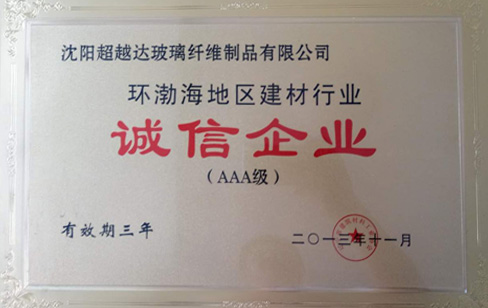 沈阳超越达玻璃纤维制品有限公司
环渤海地区建材行业
诚信企业
（AAA级）
有效期三年
二〇一三年十一月